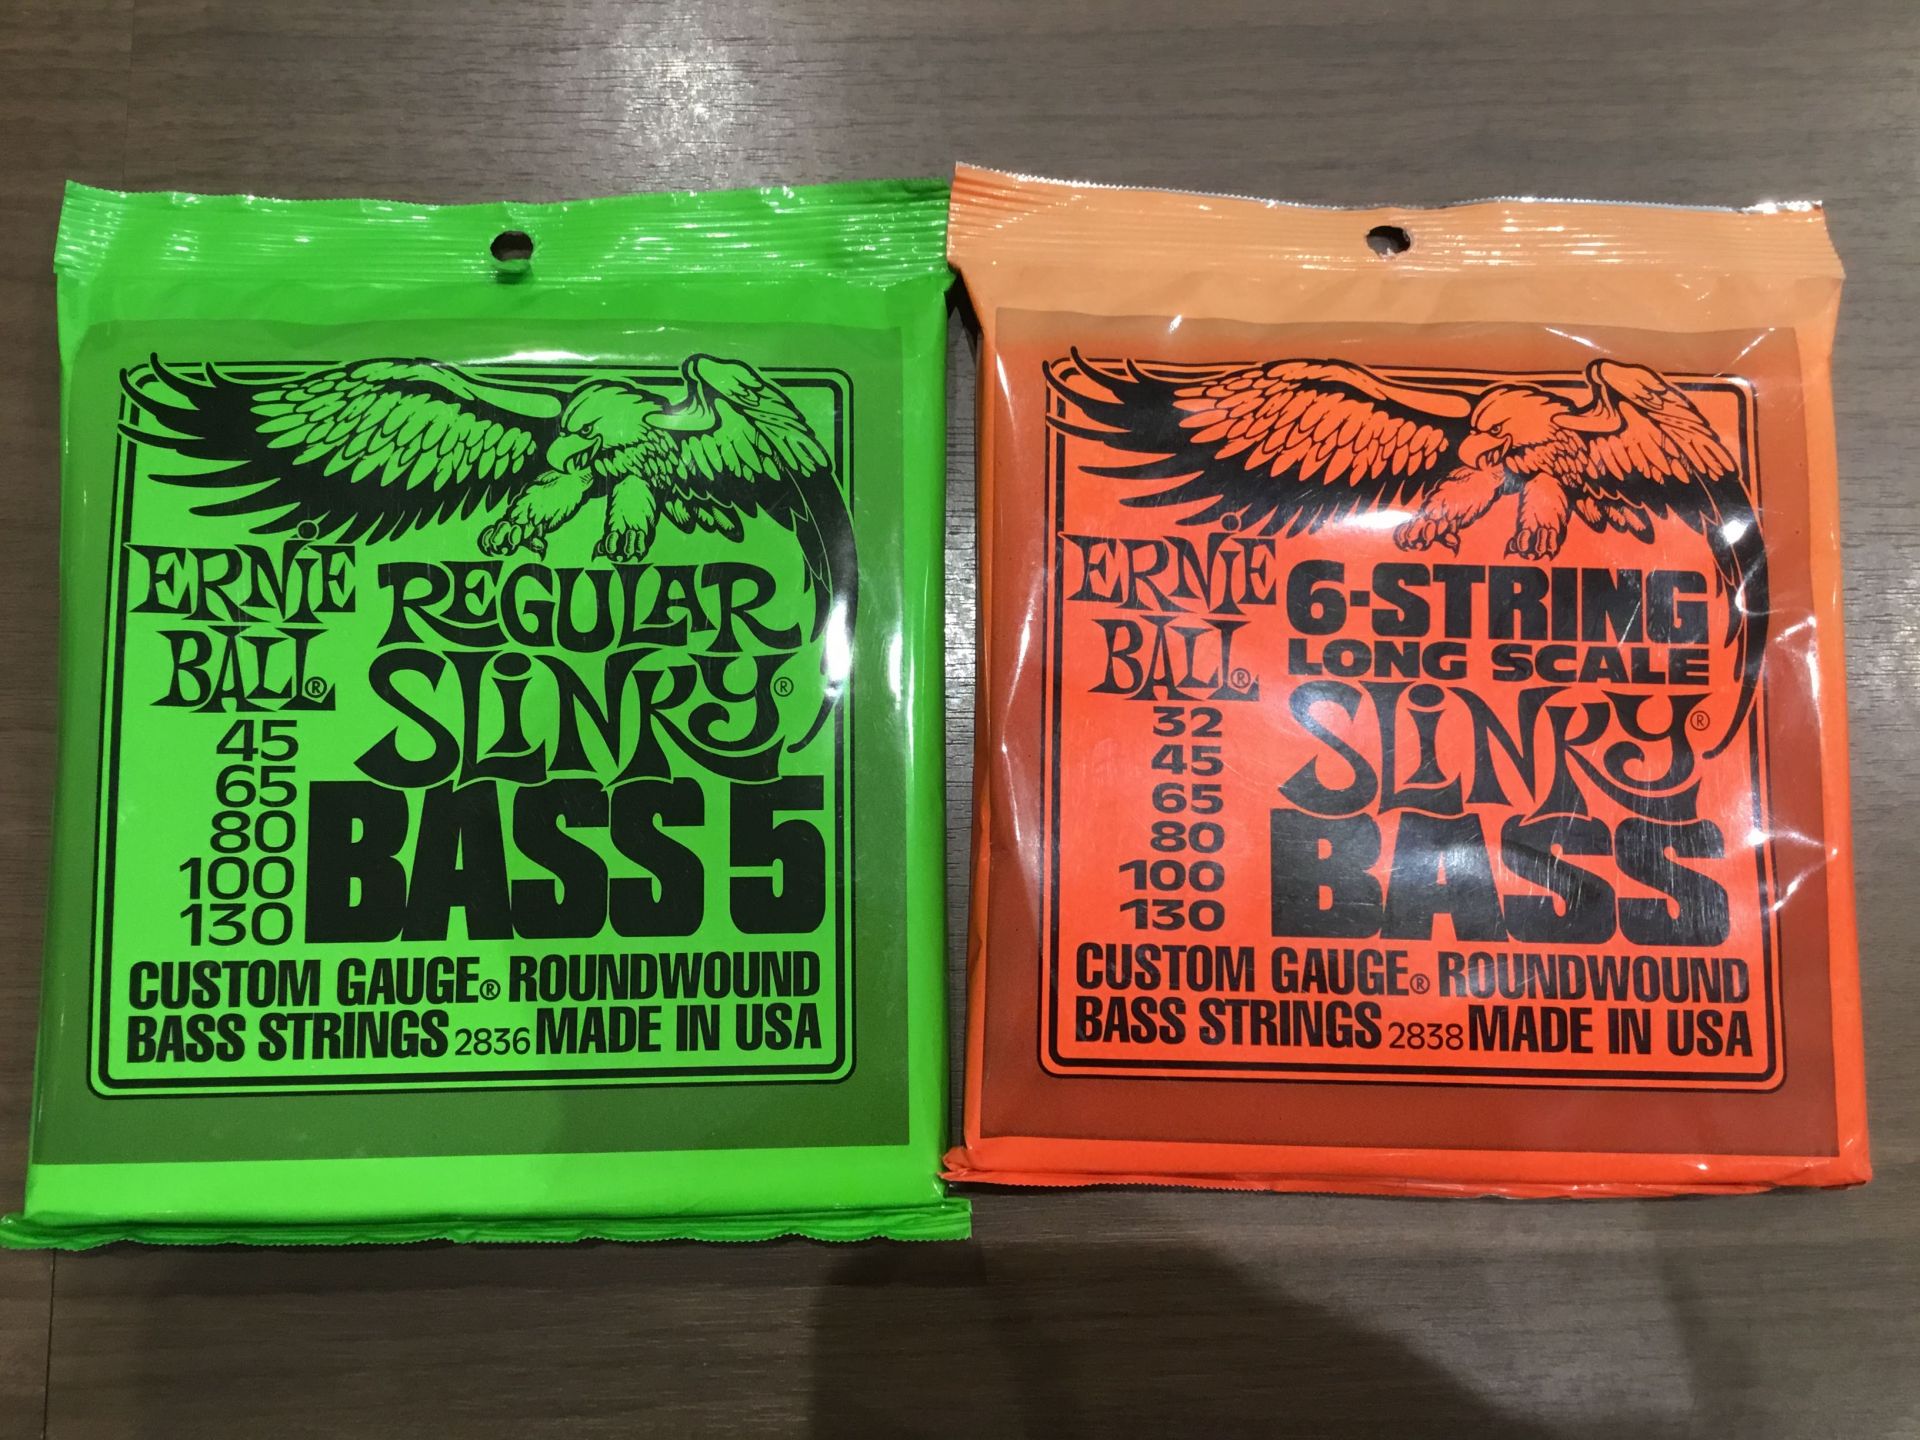 ERNiE
BALL®
REGULAR
SLiNKY®
BASS 5
45
65
80
100
130
CUSTOM GAUGE® ROUNDWOUND
BASS STRINGS 2836 MADE IN USA
ERNiE
BALL®
6-STRING
LONG SCALE
SLiNKY®
BASS
32
45
65
80
100
130
CUSTOM GAUGE® ROUNDWOUND
BASS STRINGS 2838 MADE IN USA